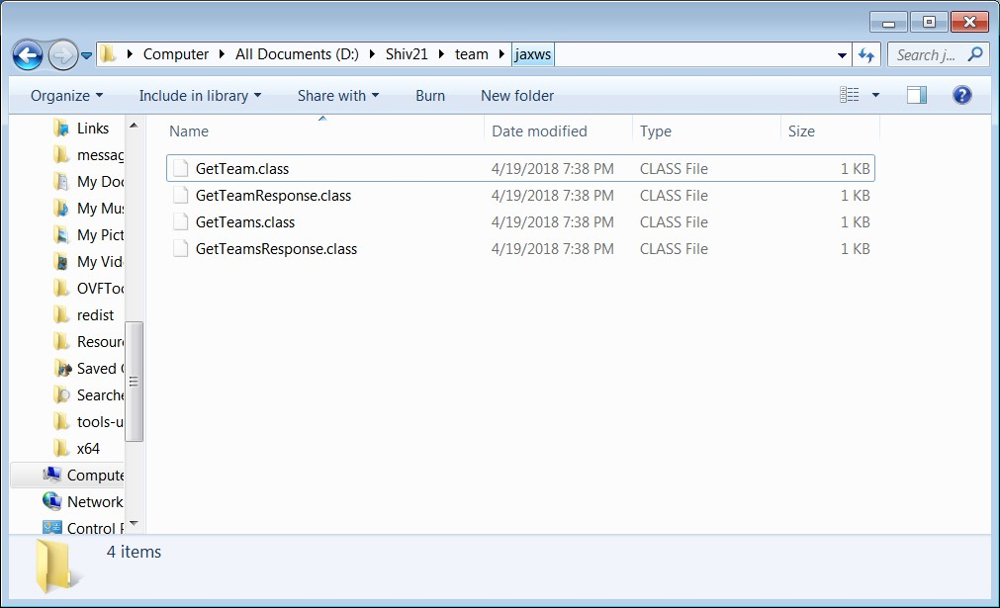 Computer All Documents (D:) Shiv21 team jaxws Search j...
Organize Include in library Share with Burn New folder
Name Date modified Type Size
Links
messag
My Doc
My Mus
My Pict
My Vid
OVFToo
redist
Resour
Saved G
Searche
tools-u
x64
Compute
Network
Control P
GetTeam.class 4/19/2018 7:38 PM CLASS File 1 KB
GetTeamResponse.class 4/19/2018 7:38 PM CLASS File 1 KB
GetTeams.class 4/19/2018 7:38 PM CLASS File 1 KB
GetTeamsResponse.class 4/19/2018 7:38 PM CLASS File 1 KB
4 items